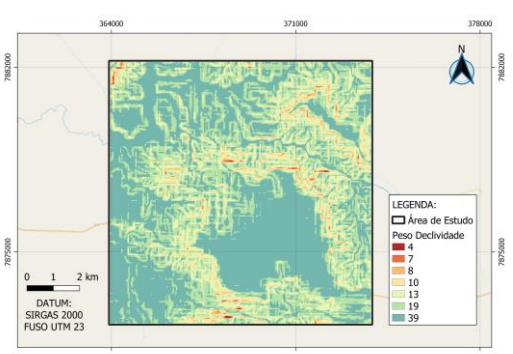 364000
371000
378000
7882000
7882000
N
7875000
7875000
LEGENDA:
Área de Estudo
Peso Declividade
4
7
8
10
13
19
39
0 1 2 km
DATUM:
SIRGAS 2000
FUSO UTM 23